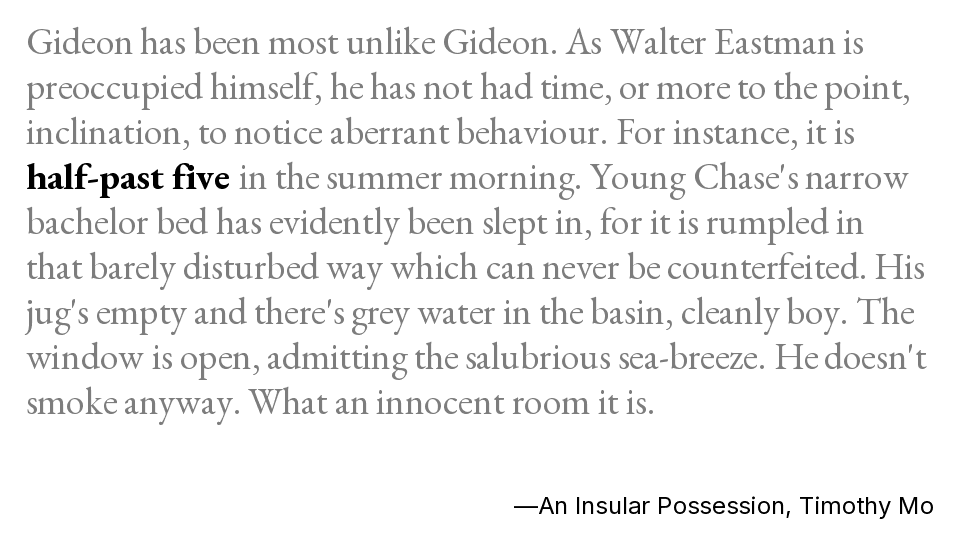 Gideon has been most unlike Gideon. As Walter Eastman is
preoccupied himself, he has not had time, or more to the point,
inclination, to notice aberrant behaviour. For instance, it is
half-past five in the summer morning. Young Chase's narrow
bachelor bed has evidently been slept in, for it is rumpled in
that barely disturbed way which can never be counterfeited. His
jug's empty and there's grey water in the basin, cleanly boy. The
window is open, admitting the salubrious sea-breeze. He doesn't
smoke anyway. What an innocent room it is.
—An Insular Possession, Timothy Mo